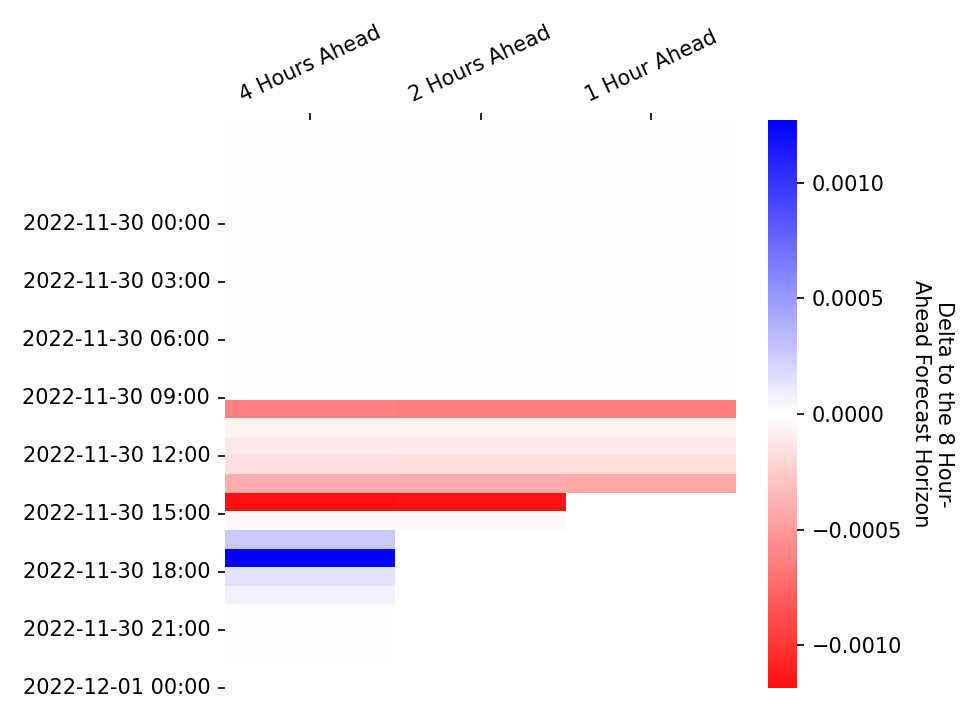 4 Hours Ahead
2 Hours Ahead
1 Hour Ahead
2022-11-30 00:00
2022-11-30 03:00
2022-11-30 06:00
2022-11-30 09:00
2022-11-30 12:00
2022-11-30 15:00
2022-11-30 18:00
2022-11-30 21:00
2022-12-01 00:00
0.0010
0.0005
0.0000
−0.0005
−0.0010
Delta to the 8 Hour-
Ahead Forecast Horizon